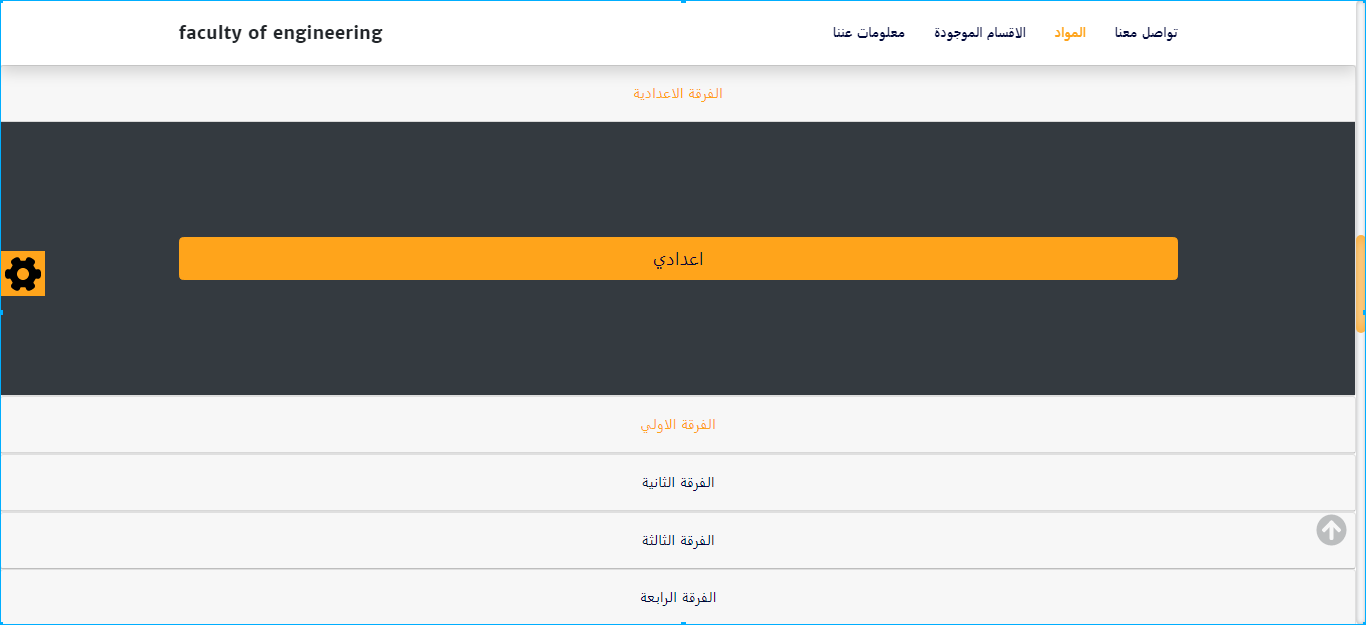 faculty of engineering
تواصل معنا
المواد
الاقسام الموجودة
معلومات عننا
الفرقة الاعدادية
اعدادي
الفرقة الاولي
الفرقة الثانية
الفرقة الثالثة
الفرقة الرابعة